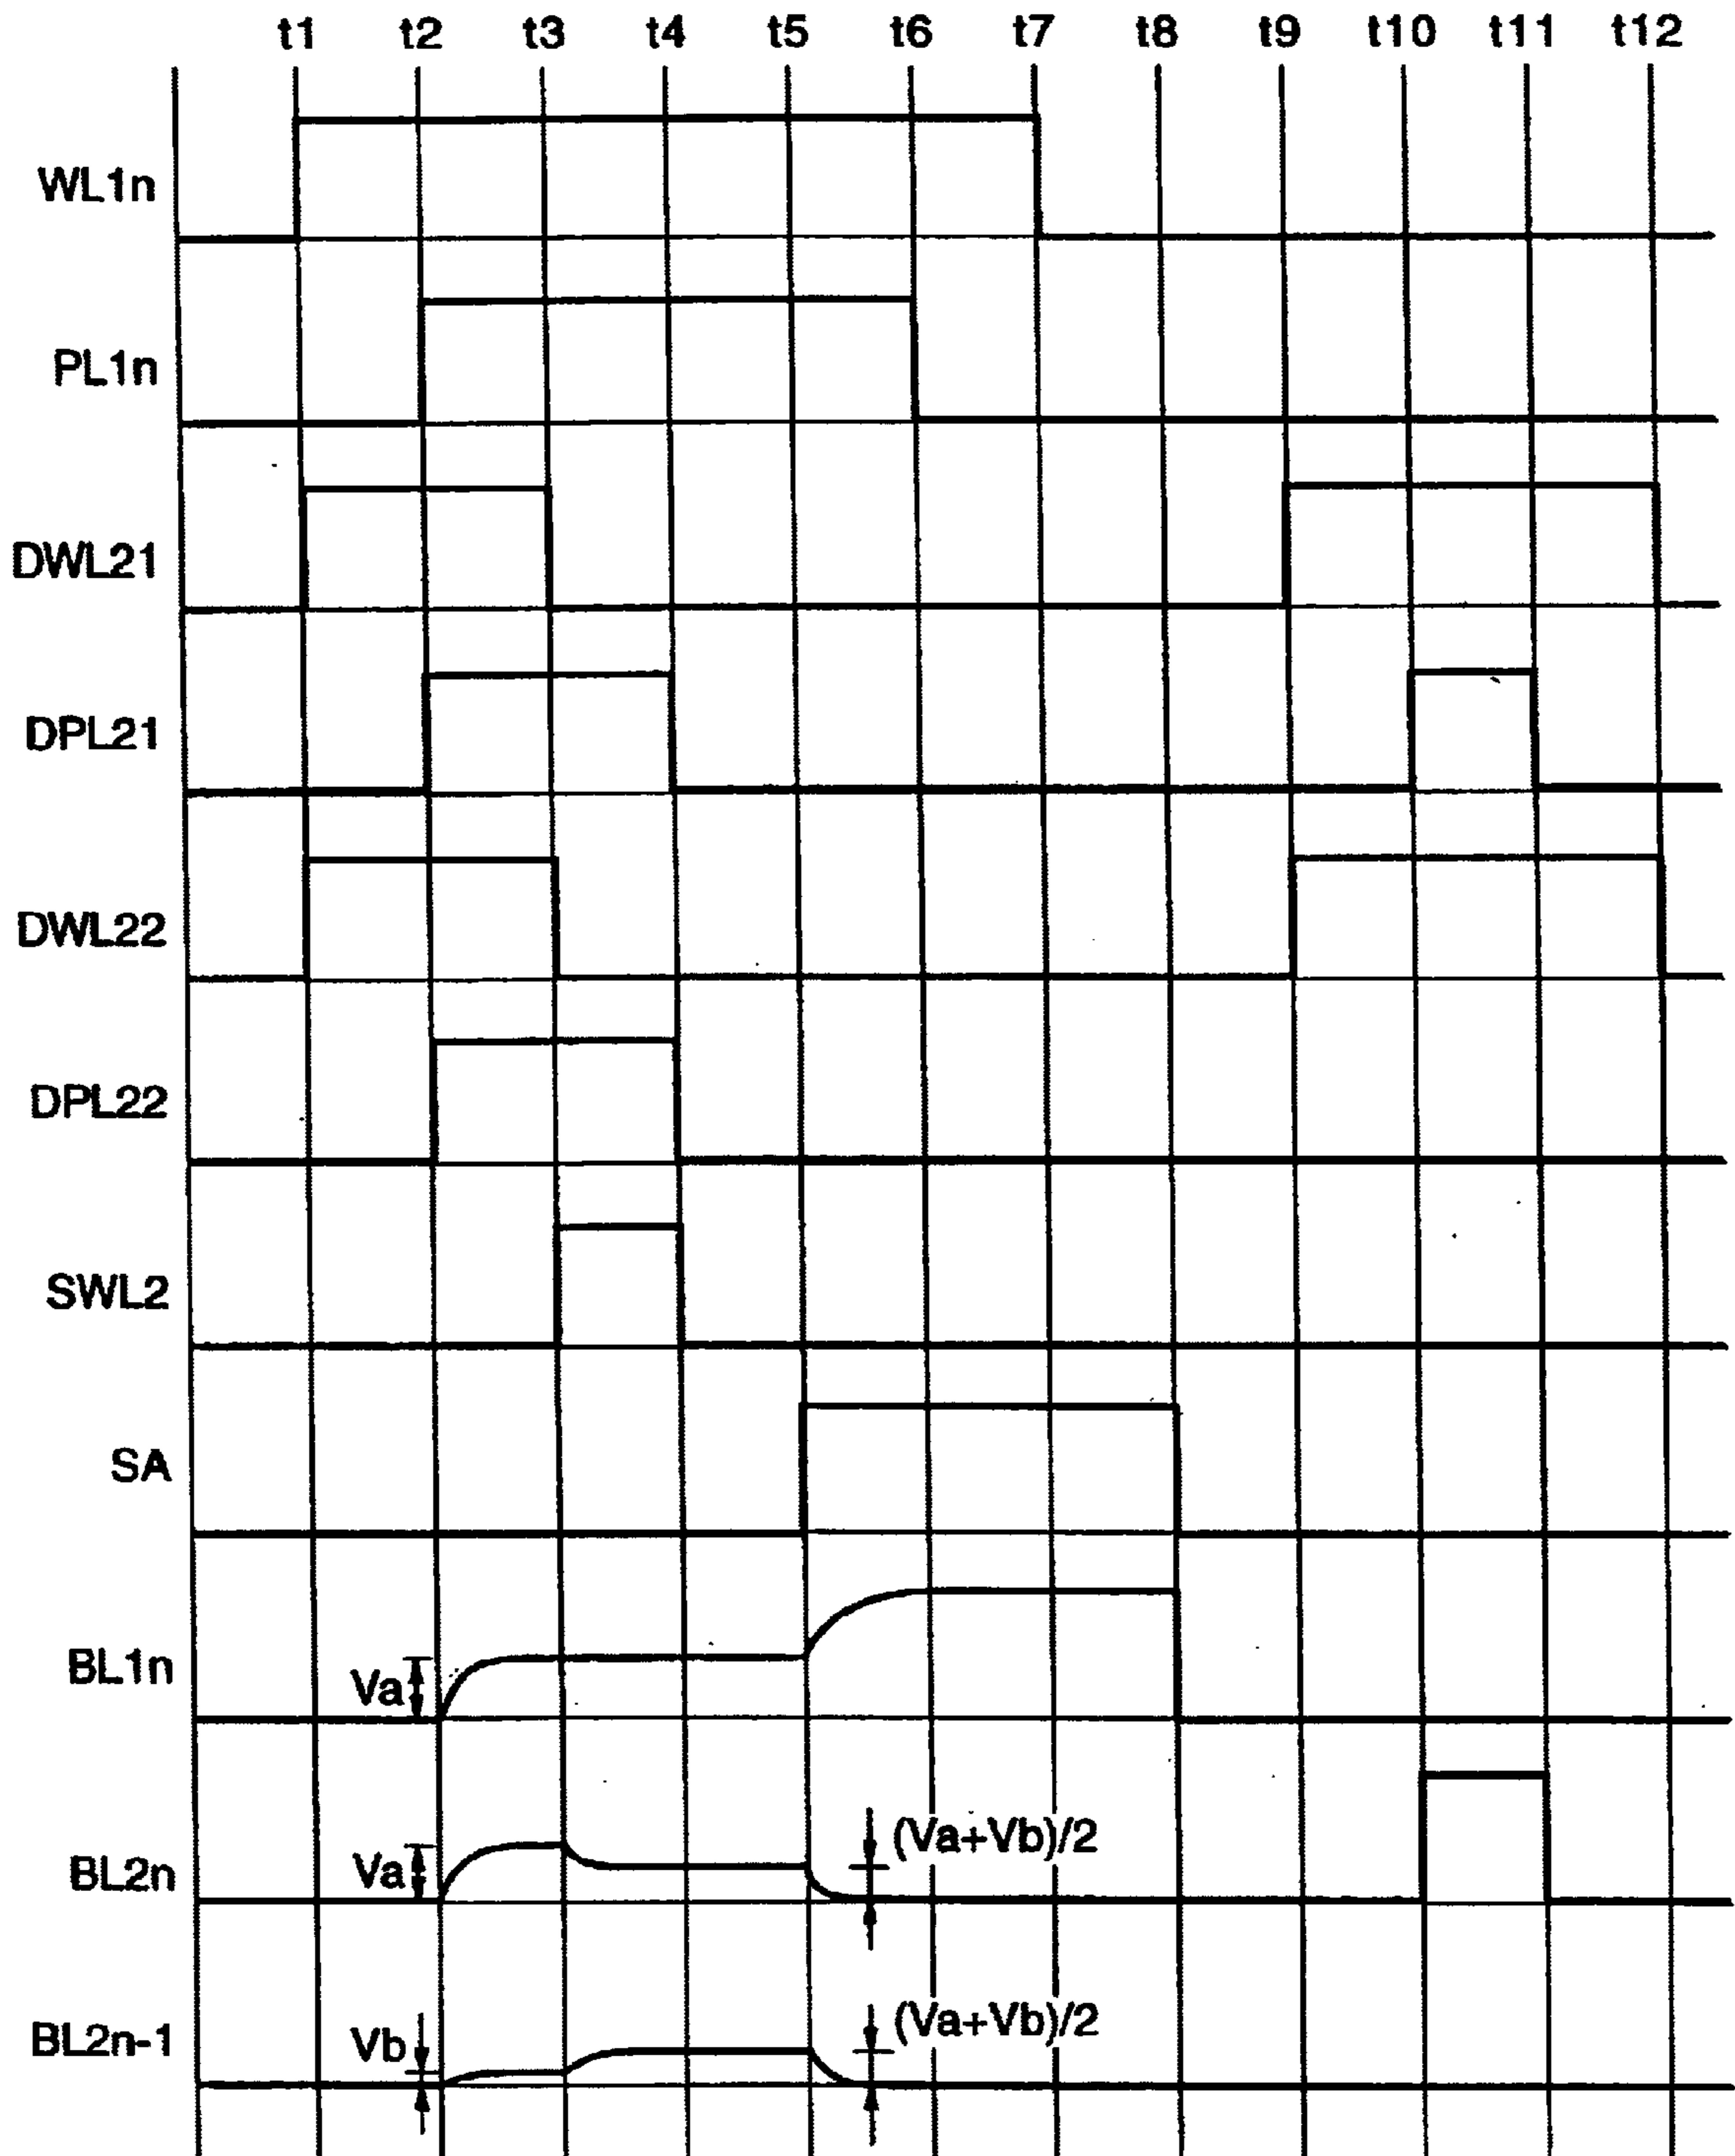 t1 t2 t3 t4 t5 t6 t7 t8 t9 t10 t11 t12
WL1n
PL1n
DWL21
DPL21
DWL22
DPL22
SWL2
SA
BL1n
Va
BL2n
Va
(Va+Vb)/2
BL2n-1
Vb
(Va+Vb)/2